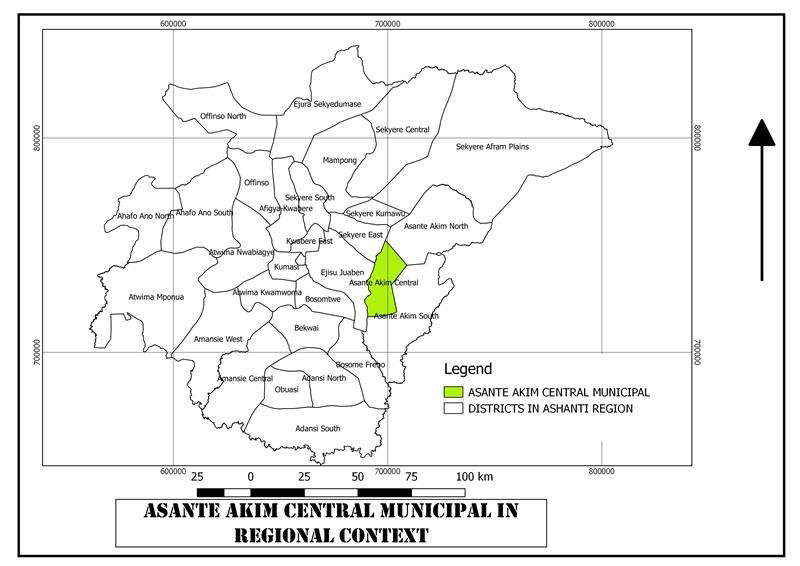 600000 700000 800000
800000 800000
700000 700000
Ejura Sekyedumase
Offinso North
Sekyere Central
Sekyere Afram Plains
Mampong
Offinso
Sekyere South
Afigya-Kwabere
Sekyere Kumawu
Ahafo Ano North
Ahafo Ano South
Asante Akim North
Sekyere East
Kwabere East
Atwima Nwabiagye
Kumasi
Ejisu Juaben
Asante Akim Central
Atwima Mponua
Atwima Kwamwoma
Bosomtwe
Asante Akim South
Bekwai
Amansie West
Bosome Freho
Amansie Central
Adansi North
Obuasi
Adansi South
Legend
ASANTE AKIM CENTRAL MUNICIPAL
DISTRICTS IN ASHANTI REGION
600000 700000 800000
25 0 25 50 75 100 km
ASANTE AKIM CENTRAL MUNICIPAL IN
REGIONAL CONTEXT